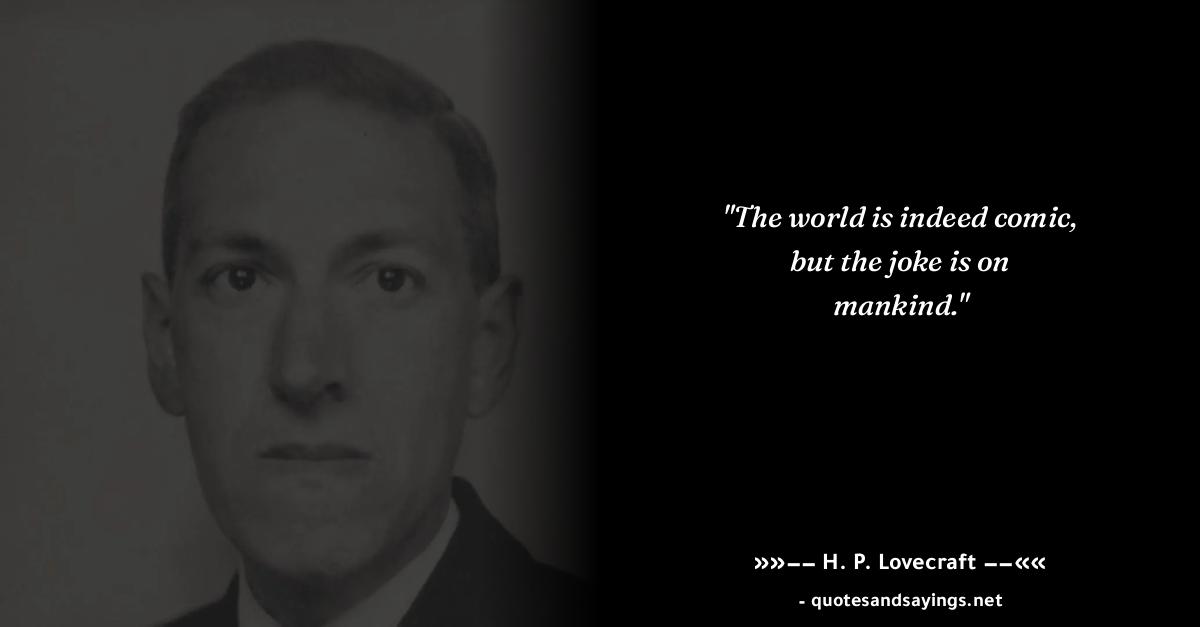 "The world is indeed comic,
but the joke is on
mankind."
»»−− H. P. Lovecraft −−««
- quotesandsayings.net